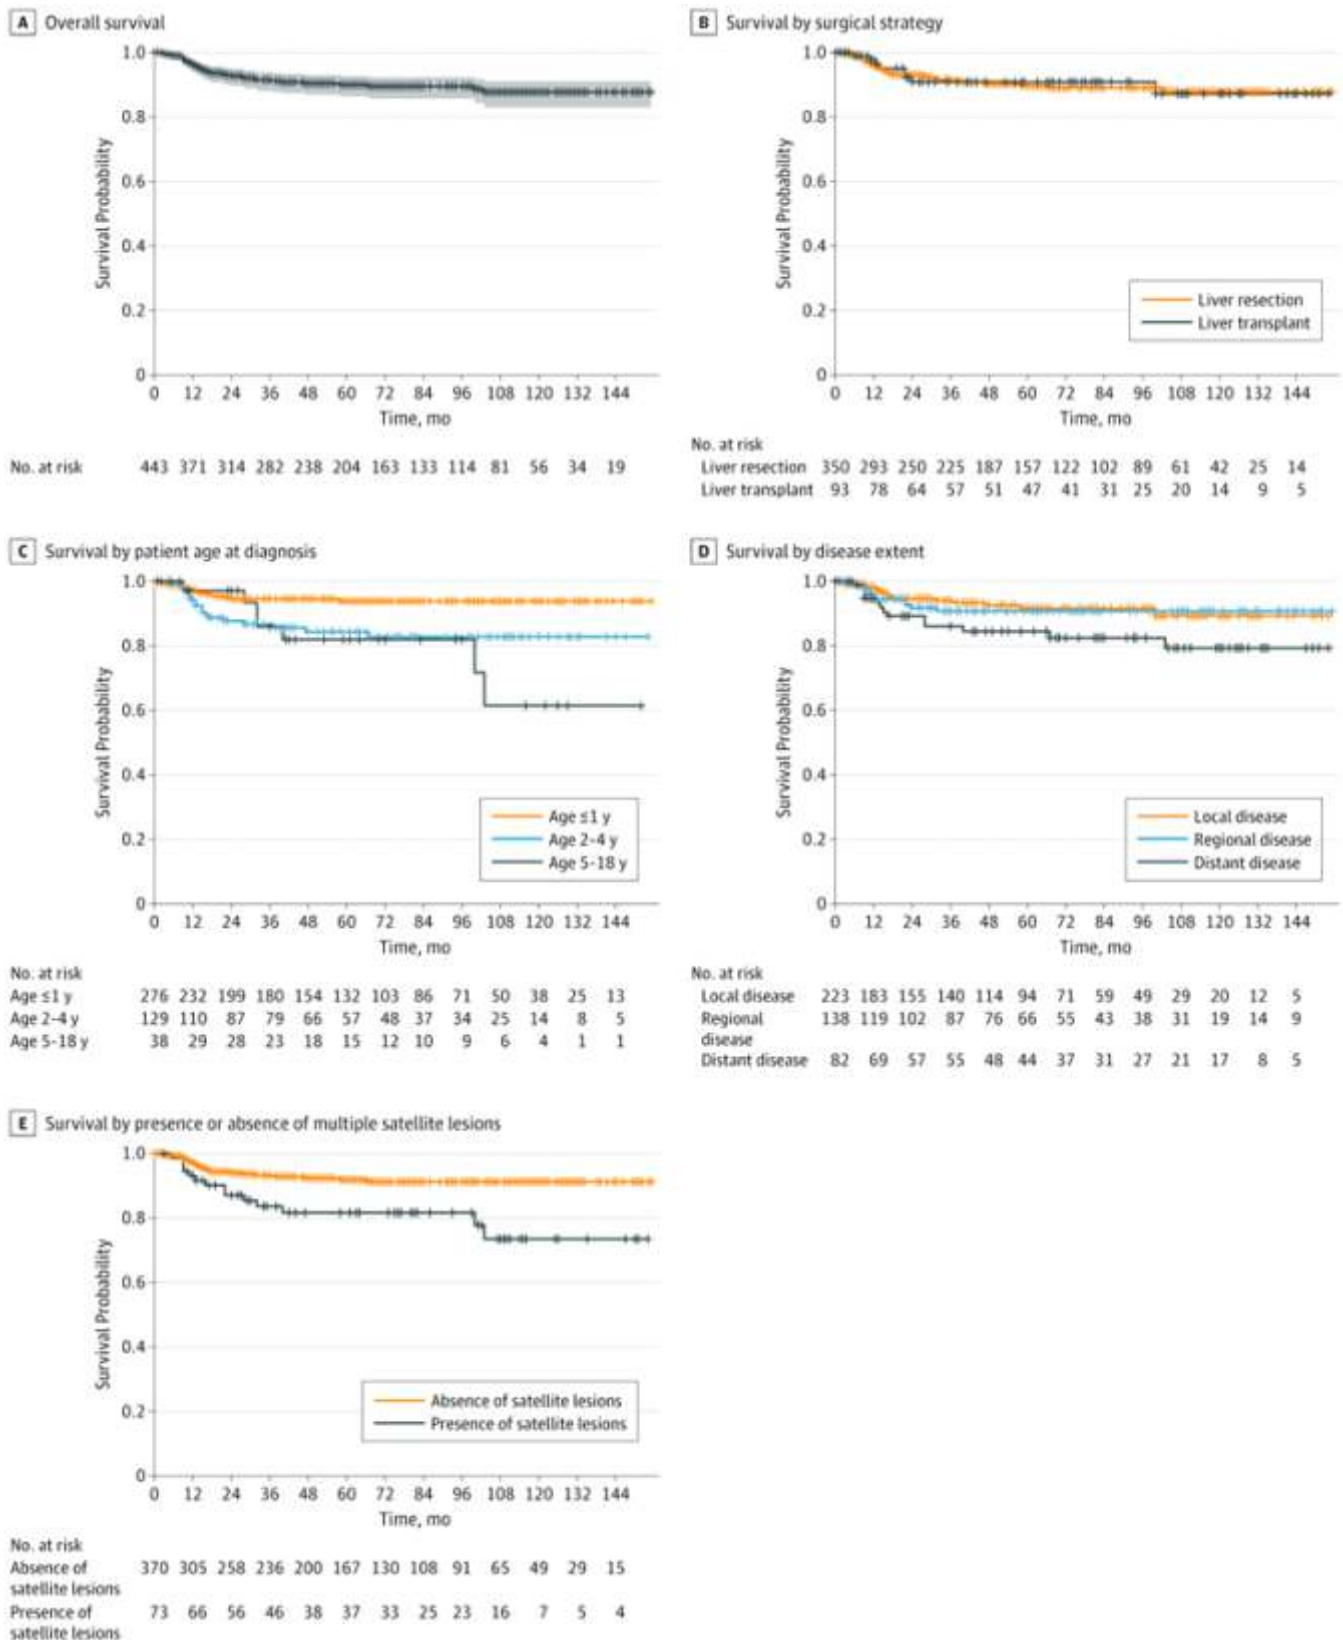 A Overall survival
1.0
0.8
0.6
0.4
0.2
0
Survival Probability
0 12 24 36 48 60 72 84 96 108 120 132 144
Time, mo
No. at risk 443 371 314 282 238 204 163 133 114 81 56 34 19
B Survival by surgical strategy
1.0
0.8
0.6
0.4
0.2
0
Survival Probability
Liver resection
Liver transplant
0 12 24 36 48 60 72 84 96 108 120 132 144
Time, mo
No. at risk
Liver resection 350 293 250 225 187 157 122 102 89 61 42 25 14
Liver transplant 93 78 64 57 51 47 41 31 25 20 14 9 5
C Survival by patient age at diagnosis
1.0
0.8
0.6
0.4
0.2
0
Survival Probability
Age ≤1 y
Age 2-4 y
Age 5-18 y
0 12 24 36 48 60 72 84 96 108 120 132 144
Time, mo
No. at risk
Age ≤1 y 276 232 199 180 154 132 103 86 71 50 38 25 13
Age 2-4 y 129 110 87 79 66 57 48 37 34 25 14 8 5
Age 5-18 y 38 29 28 23 18 15 12 10 9 6 4 1 1
D Survival by disease extent
1.0
0.8
0.6
0.4
0.2
0
Survival Probability
Local disease
Regional disease
Distant disease
0 12 24 36 48 60 72 84 96 108 120 132 144
Time, mo
No. at risk
Local disease 223 183 155 140 114 94 71 59 49 29 20 12 5
Regional 138 119 102 87 76 66 55 43 38 31 19 14 9
disease
Distant disease 82 69 57 55 48 44 37 31 27 21 17 8 5
E Survival by presence or absence of multiple satellite lesions
1.0
0.8
0.6
0.4
0.2
0
Survival Probability
Absence of satellite lesions
Presence of satellite lesions
0 12 24 36 48 60 72 84 96 108 120 132 144
Time, mo
No. at risk
Absence of 370 305 258 236 200 167 130 108 91 65 49 29 15
satellite lesions
Presence of 73 66 56 46 38 37 33 25 23 16 7 5 4
satellite lesions